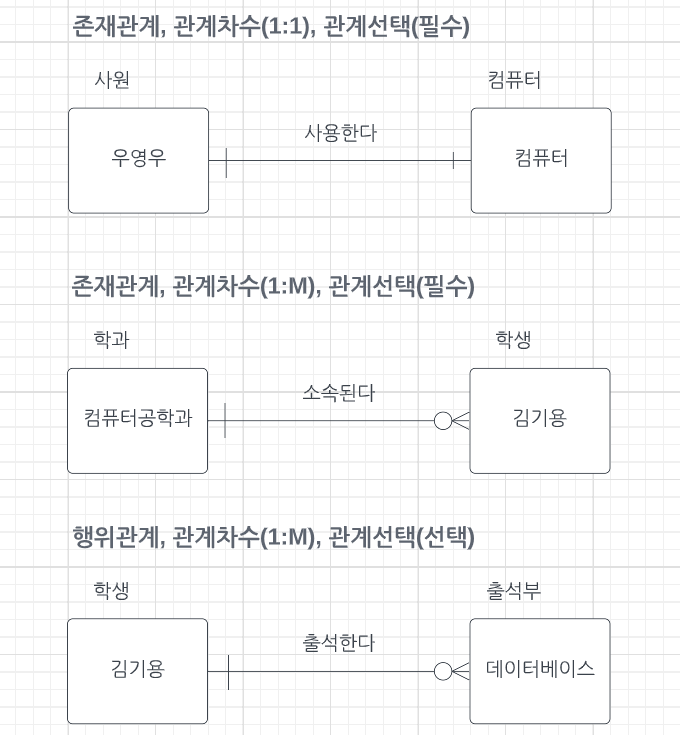 존재관계, 관계차수(1:1), 관계선택(필수)
사원 컴퓨터
사용한다
우영우 컴퓨터
존재관계, 관계차수(1:M), 관계선택(필수)
학과 학생
소속된다
컴퓨터공학과 김기용
행위관계, 관계차수(1:M), 관계선택(선택)
학생 출석부
출석한다
김기용 데이터베이스